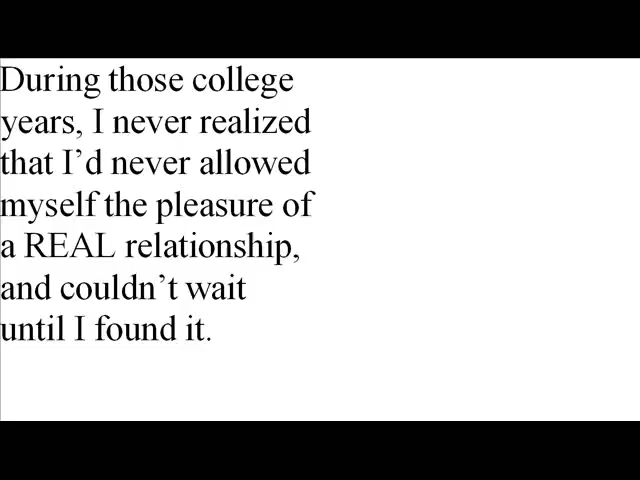 During those college
years, I never realized
that I’d never allowed
myself the pleasure of
a REAL relationship,
and couldn’t wait
until I found it.